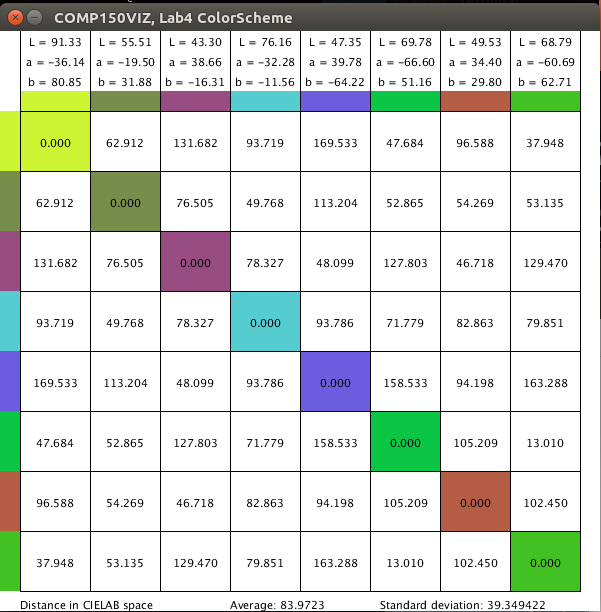 COMP150VIZ, Lab4 ColorScheme
L = 91.33 L = 55.51 L = 43.30 L = 76.16 L = 47.35 L = 69.78 L = 49.53 L = 68.79
a = −36.14 a = −19.50 a = 38.66 a = −32.28 a = 39.78 a = −66.60 a = 34.40 a = −60.69
b = 80.85 b = 31.88 b = −16.31 b = −11.56 b = −64.22 b = 51.16 b = 29.80 b = 62.71
0.000 62.912 131.682 93.719 169.533 47.684 96.588 37.948
62.912 0.000 76.505 49.768 113.204 52.865 54.269 53.135
131.682 76.505 0.000 78.327 48.099 127.803 46.718 129.470
93.719 49.768 78.327 0.000 93.786 71.779 82.863 79.851
169.533 113.204 48.099 93.786 0.000 158.533 94.198 163.288
47.684 52.865 127.803 71.779 158.533 0.000 105.209 13.010
96.588 54.269 46.718 82.863 94.198 105.209 0.000 102.450
37.948 53.135 129.470 79.851 163.288 13.010 102.450 0.000
Distance in CIELAB space Average: 83.9723 Standard deviation: 39.349422